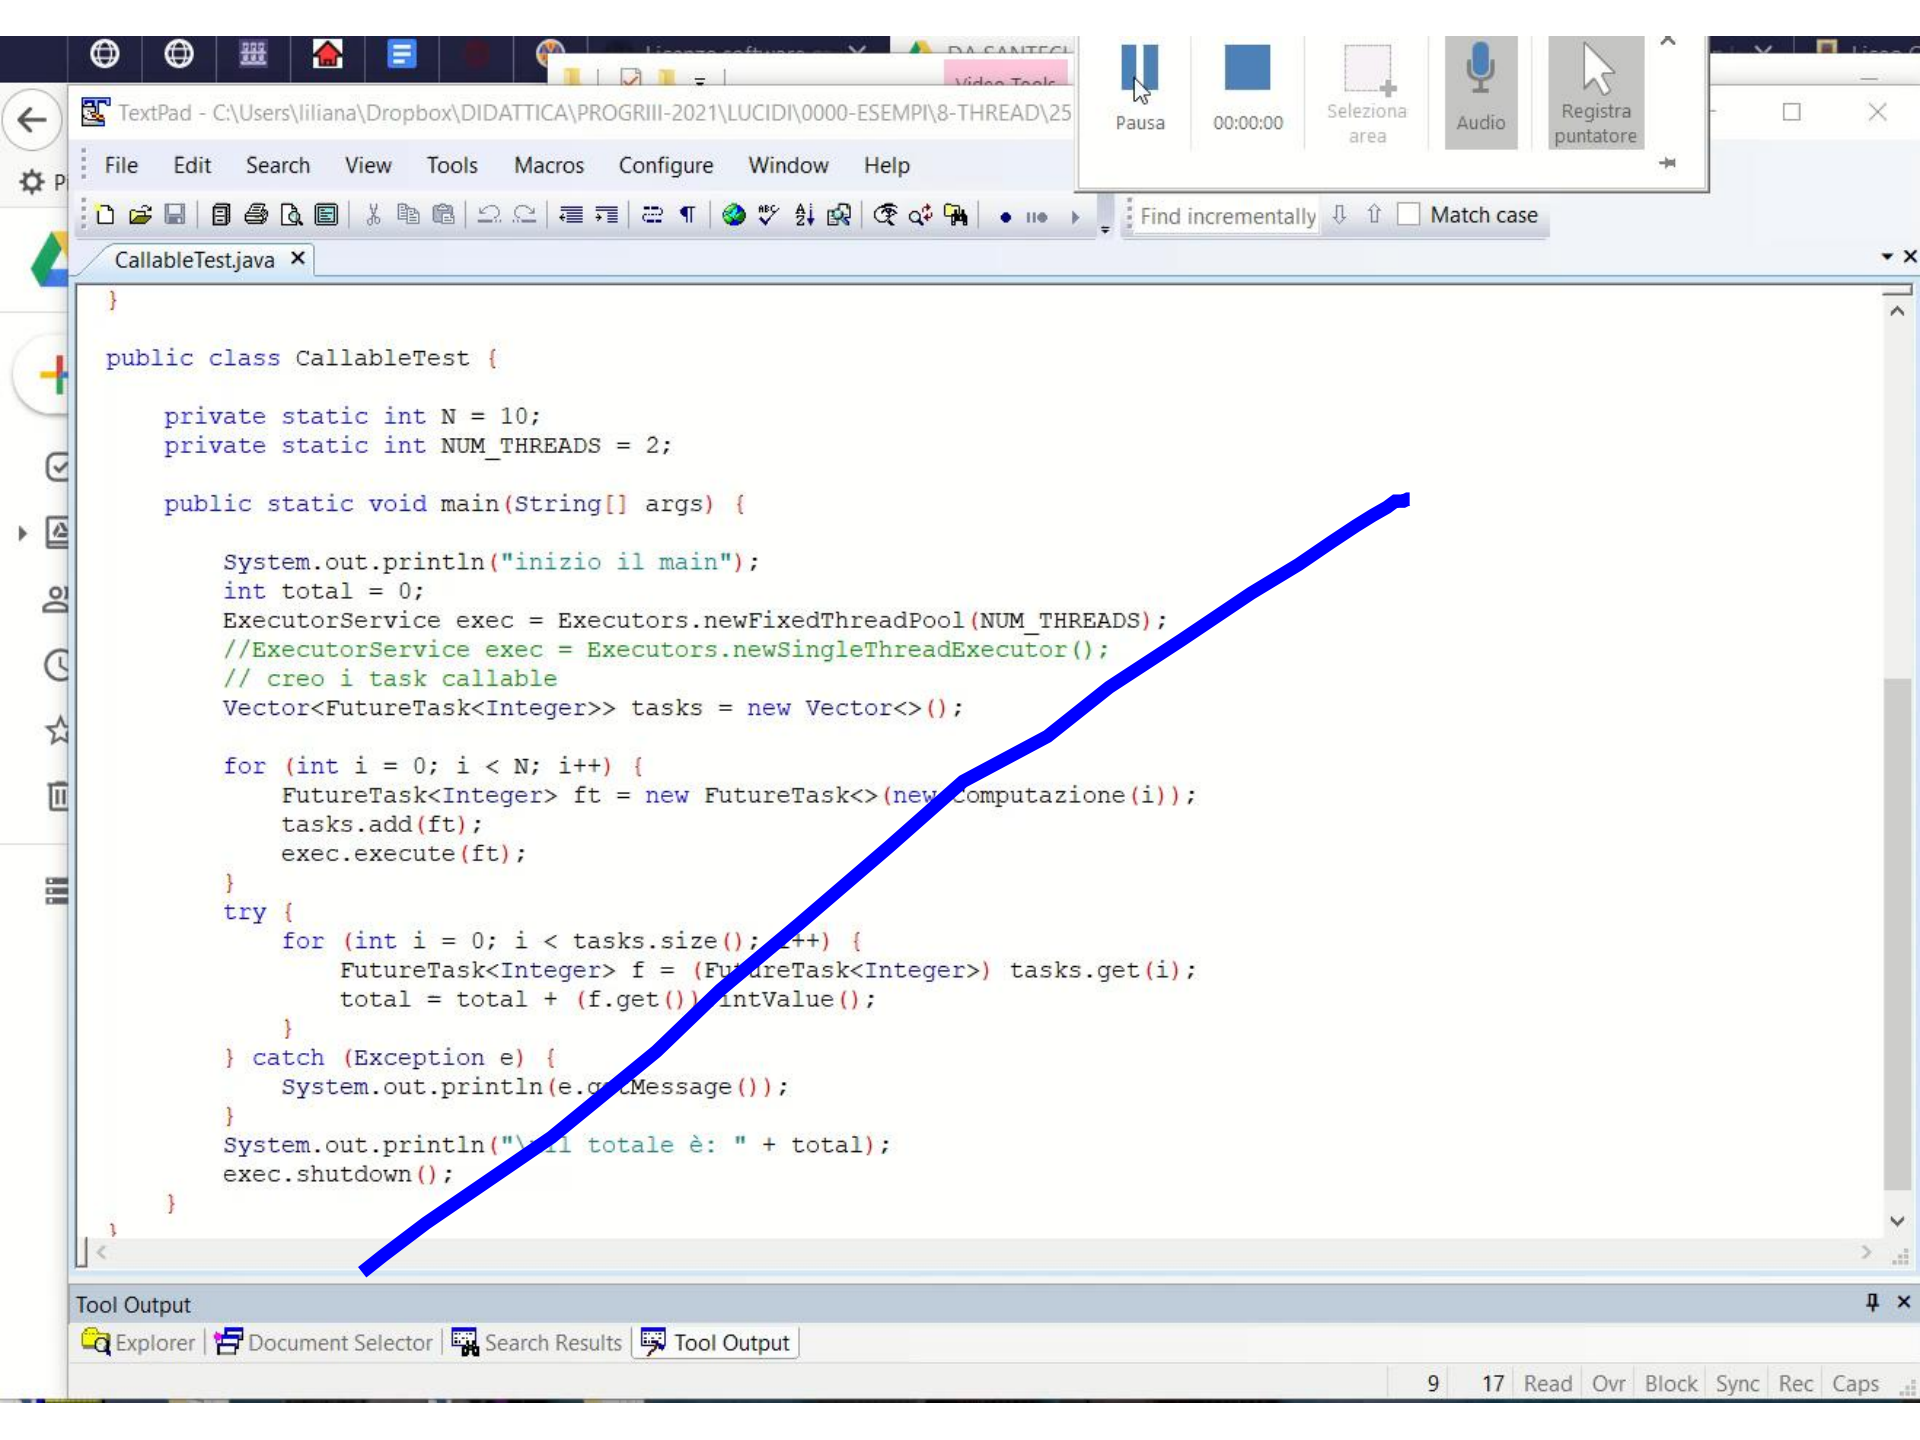 Licenze software
DA SANTECI
Liceo
Video Tools
TextPad - C:\Users\liliana\Dropbox\DIDATTICA\PROGRIII-2021\LUCIDI\0000-ESEMPI\8-THREAD\25
Pausa
00:00:00
Seleziona area
Audio
Registra puntatore
File Edit Search View Tools Macros Configure Window Help
Find incrementally Match case
CallableTest.java
}
public class CallableTest {
private static int N = 10;
private static int NUM_THREADS = 2;
public static void main(String[] args) {
System.out.println("inizio il main");
int total = 0;
ExecutorService exec = Executors.newFixedThreadPool(NUM_THREADS);
//ExecutorService exec = Executors.newSingleThreadExecutor();
// creo i task callable
Vector<FutureTask<Integer>> tasks = new Vector<>();
for (int i = 0; i < N; i++) {
FutureTask<Integer> ft = new FutureTask<>(new Computazione(i));
tasks.add(ft);
exec.execute(ft);
}
try {
for (int i = 0; i < tasks.size(); i++) {
FutureTask<Integer> f = (FutureTask<Integer>) tasks.get(i);
total = total + (f.get()).intValue();
}
} catch (Exception e) {
System.out.println(e.getMessage());
}
System.out.println("\nIl totale è: " + total);
exec.shutdown();
}
}
Tool Output
Explorer Document Selector Search Results Tool Output
9 17 Read Ovr Block Sync Rec Caps